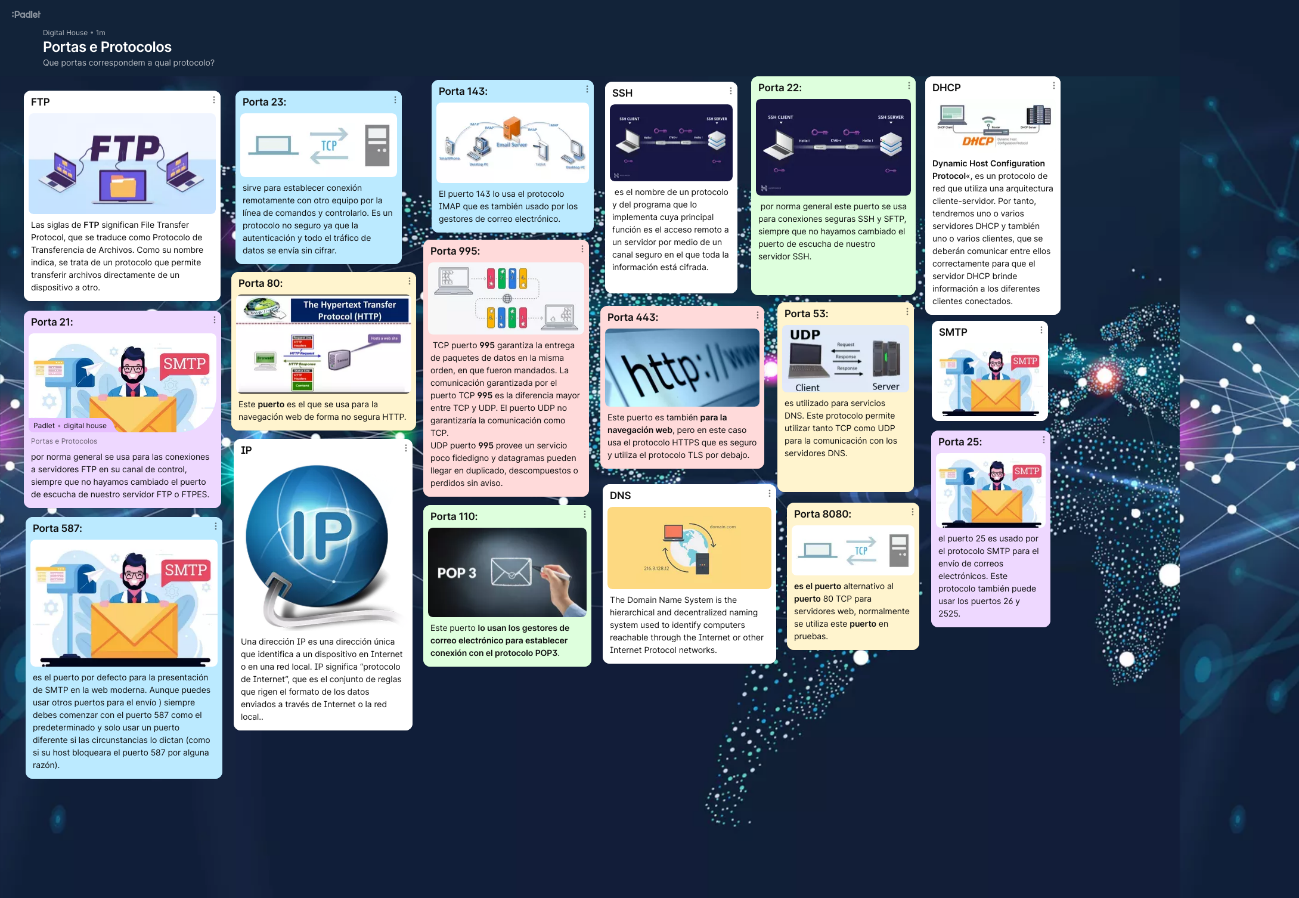 :Padlet
Digital House • 1m
Portas e Protocolos
Que portas correspondem a qual protocolo?
FTP
FTP
Las siglas de FTP significan File Transfer
Protocol, que se traduce como Protocolo de
Transferencia de Archivos. Como su nombre
indica, se trata de un protocolo que permite
transferir archivos directamente de un
dispositivo a otro.
Porta 21:
SMTP
Padlet • digital house
Portas e Protocolos
por norma general se usa para las conexiones
a servidores FTP en su canal de control,
siempre que no hayamos cambiado el puerto
de escucha de nuestro servidor FTP o FTPES.
Porta 587:
SMTP
es el puerto por defecto para la presentación
de SMTP en la web moderna. Aunque puedes
usar otros puertos para el envío ) siempre
debes comenzar con el puerto 587 como el
predeterminado y solo usar un puerto
diferente si las circunstancias lo dictan (como
si su host bloqueara el puerto 587 por alguna
razón).
Porta 23:
TCP
sirve para establecer conexión
remotamente con otro equipo por la
línea de comandos y controlarlo. Es un
protocolo no seguro ya que la
autenticación y todo el tráfico de
datos se envía sin cifrar.
Porta 80:
The Hypertext Transfer
Protocol (HTTP)
HTTP Request
HTTP Response
Este puerto es el que se usa para la
navegación web de forma no segura HTTP.
IP
IP
Una dirección IP es una dirección única
que identifica a un dispositivo en Internet
o en una red local. IP significa “protocolo
de Internet”, que es el conjunto de reglas
que rigen el formato de los datos
enviados a través de Internet o la red
local..
Porta 143:
Email Server
El puerto 143 lo usa el protocolo
IMAP que es también usado por los
gestores de correo electrónico.
Porta 995:
TCP puerto 995 garantiza la entrega
de paquetes de datos en la misma
orden, en que fueron mandados. La
comunicación garantizada por el
puerto TCP 995 es la diferencia mayor
entre TCP y UDP. El puerto UDP no
garantizaría la comunicación como
TCP.
UDP puerto 995 provee un servicio
poco fidedigno y datagramas pueden
llegar en duplicado, descompuestos o
perdidos sin aviso.
Porta 110:
POP 3
Este puerto lo usan los gestores de
correo electrónico para establecer
conexión con el protocolo POP3.
SSH
SSH CLIENT
SSH SERVER
es el nombre de un protocolo
y del programa que lo
implementa cuya principal
función es el acceso remoto a
un servidor por medio de un
canal seguro en el que toda la
información está cifrada.
Porta 443:
http://
Este puerto es también para la
navegación web, pero en este caso
usa el protocolo HTTPS que es seguro
y utiliza el protocolo TLS por debajo.
DNS
domain.com
The Domain Name System is the
hierarchical and decentralized naming
system used to identify computers
reachable through the Internet or other
Internet Protocol networks.
Porta 22:
SSH CLIENT
SSH SERVER
por norma general este puerto se usa
para conexiones seguras SSH y SFTP,
siempre que no hayamos cambiado el
puerto de escucha de nuestro
servidor SSH.
Porta 53:
UDP
Request
Response
Response
Client
Server
es utilizado para servicios
DNS. Este protocolo permite
utilizar tanto TCP como UDP
para la comunicación con los
servidores DNS.
Porta 8080:
TCP
es el puerto alternativo al
puerto 80 TCP para
servidores web, normalmente
se utiliza este puerto en
pruebas.
DHCP
DHCP
Dynamic Host Configuration
Protocol«, es un protocolo de
red que utiliza una arquitectura
cliente-servidor. Por tanto,
tendremos uno o varios
servidores DHCP y también
uno o varios clientes, que se
deberán comunicar entre ellos
correctamente para que el
servidor DHCP brinde
información a los diferentes
clientes conectados.
SMTP
SMTP
Porta 25:
SMTP
el puerto 25 es usado por
el protocolo SMTP para el
envío de correos
electrónicos. Este
protocolo también puede
usar los puertos 26 y
2525.